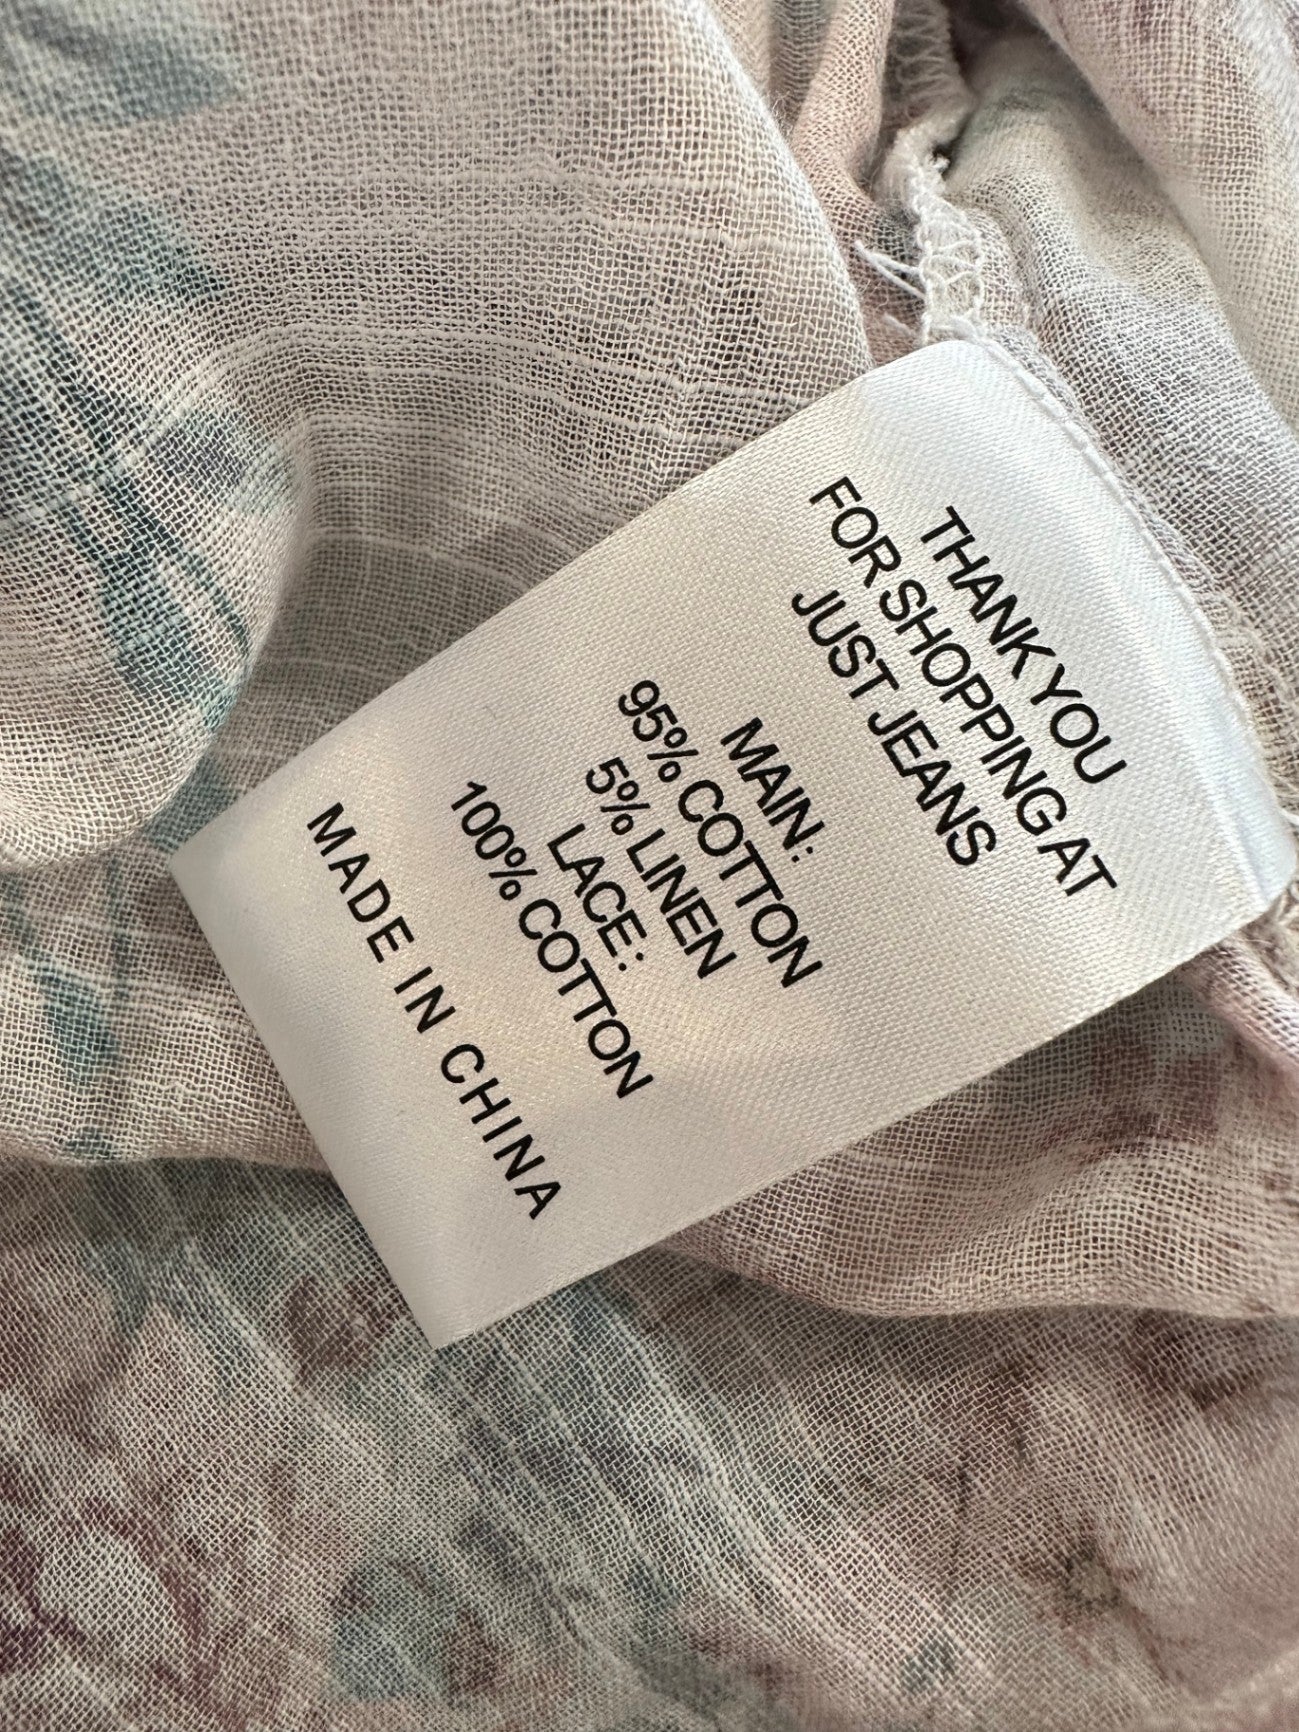 THANK YOU
FOR SHOPPING AT
JUST JEANS
MAIN:
95% COTTON
5% LINEN
LACE:
100% COTTON
MADE IN CHINA